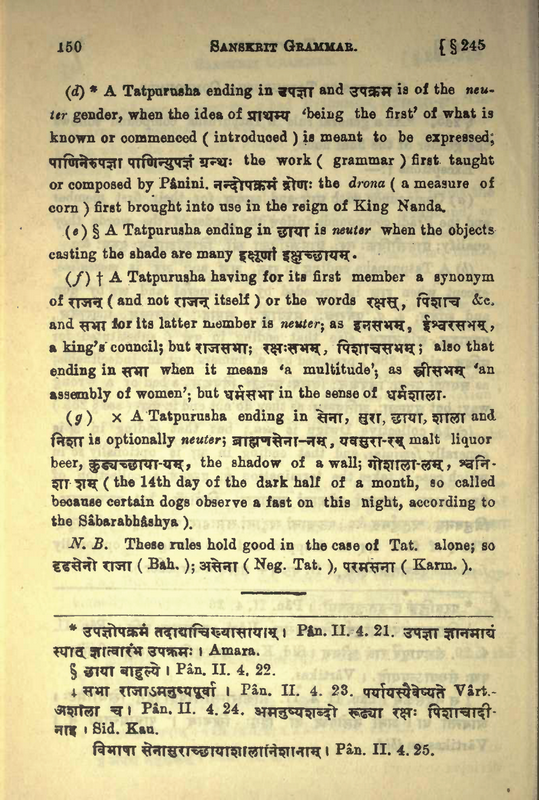 150 SANSKRIT GRAMMAR. [ § 245
(d) * A Tatpurusha ending in उपज्ञा and उपक्रम is of the neu-
ter gender, when the idea of प्राथम्य 'being the first' of what is
known or commenced ( introduced ) is meant to be expressed;
पाणिनेरुपज्ञा पाणिन्युपज्ञं ग्रन्थः the work ( grammar ) first taught
or composed by Pânini. नन्दोपक्रमं द्रोणः the drona ( a measure of
corn ) first brought into use in the reign of King Nanda.
(e) § A Tatpurusha ending in छाया is neuter when the objects
casting the shade are many इक्षूणां इक्षुच्छायम्.
(f) † A Tatpurusha having for its first member a synonym
of राजन् ( and not राजन् itself ) or the words रक्षस्, पिशाच &c.
and सभा for its latter member is neuter; as इनसभम्, ईश्वरसभम्,
a king's council; but राजसभा; रक्षःसभम्, पिशाचसभम्; also that
ending in सभा when it means 'a multitude'; as स्त्रीसभम् 'an
assembly of women'; but धर्मसभा in the sense of धर्मशाला.
(g) × A Tatpurusha ending in सेना, सुरा, छाया, शाला and
निशा is optionally neuter; ब्राह्मणसेना-नम्, यवसुरा-रम् malt liquor
beer, कुड्यच्छाया-यम्, the shadow of a wall; गोशाला-लम्, श्वनि-
शा शम् ( the 14th day of the dark half of a month, so called
because certain dogs observe a fast on this night, according to
the Sâbarabhâshya ).
N. B. These rules hold good in the case of Tat. alone; so
दृढसेनो राजा ( Bah. ); असेना ( Neg. Tat. ), परमसेना ( Karm. ).
* उपज्ञोपक्रमं तदाद्याचिख्यासायाम् । Pân. II. 4. 21. उपज्ञा ज्ञानमाद्यं
स्यात् ज्ञात्वारंभ उपक्रमः । Amara.
§ छाया बाहुल्ये । Pân. II. 4. 22.
† सभा राजाऽमनुष्यपूर्वा । Pân. II. 4. 23. पर्यायस्यैवेष्यते Vârt.-
अशाला च । Pân. II. 4. 24. अमनुष्यशब्दो रूढ्या रक्षः पिशाचादी-
नाह । Sid. Kau.
विभाषा सेनासुराच्छायाशालानिशानाम् । Pân. II. 4. 25.